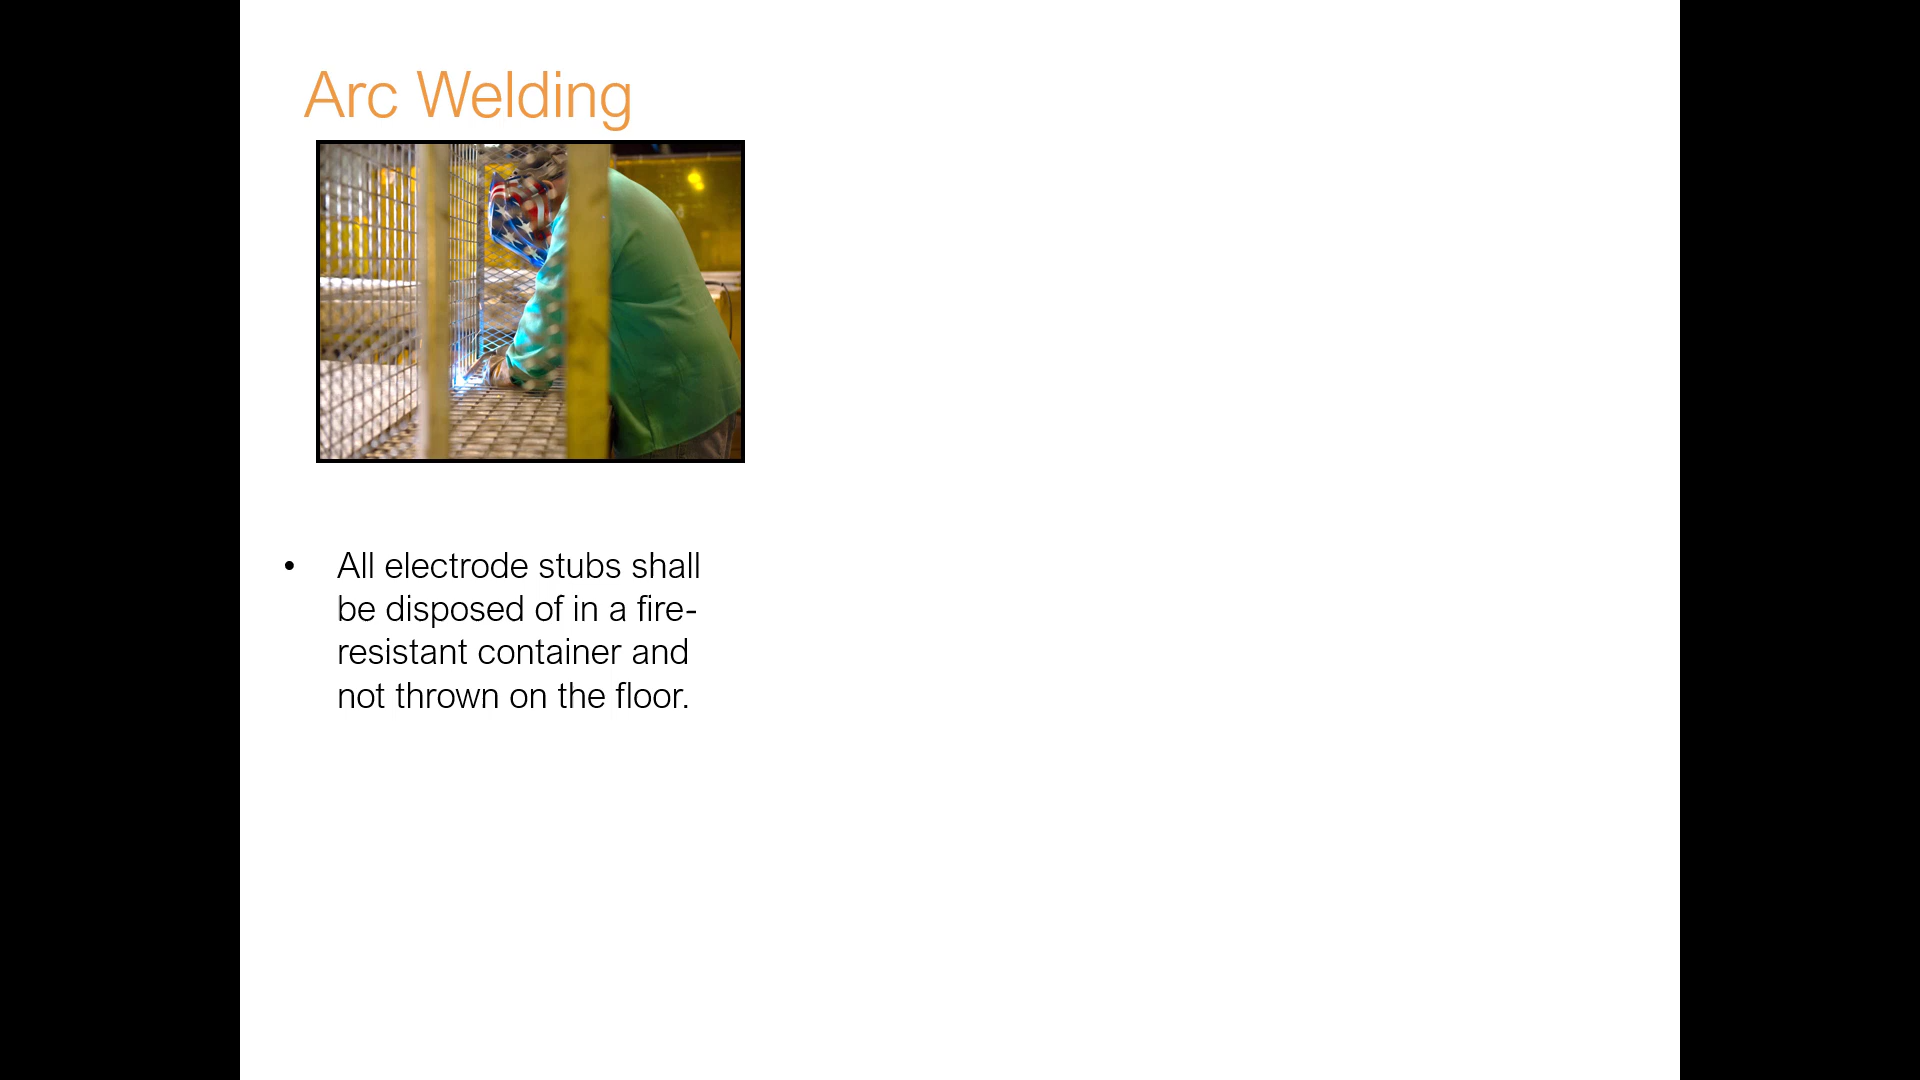 Arc Welding
• All electrode stubs shall
be disposed of in a fire-
resistant container and
not thrown on the floor.